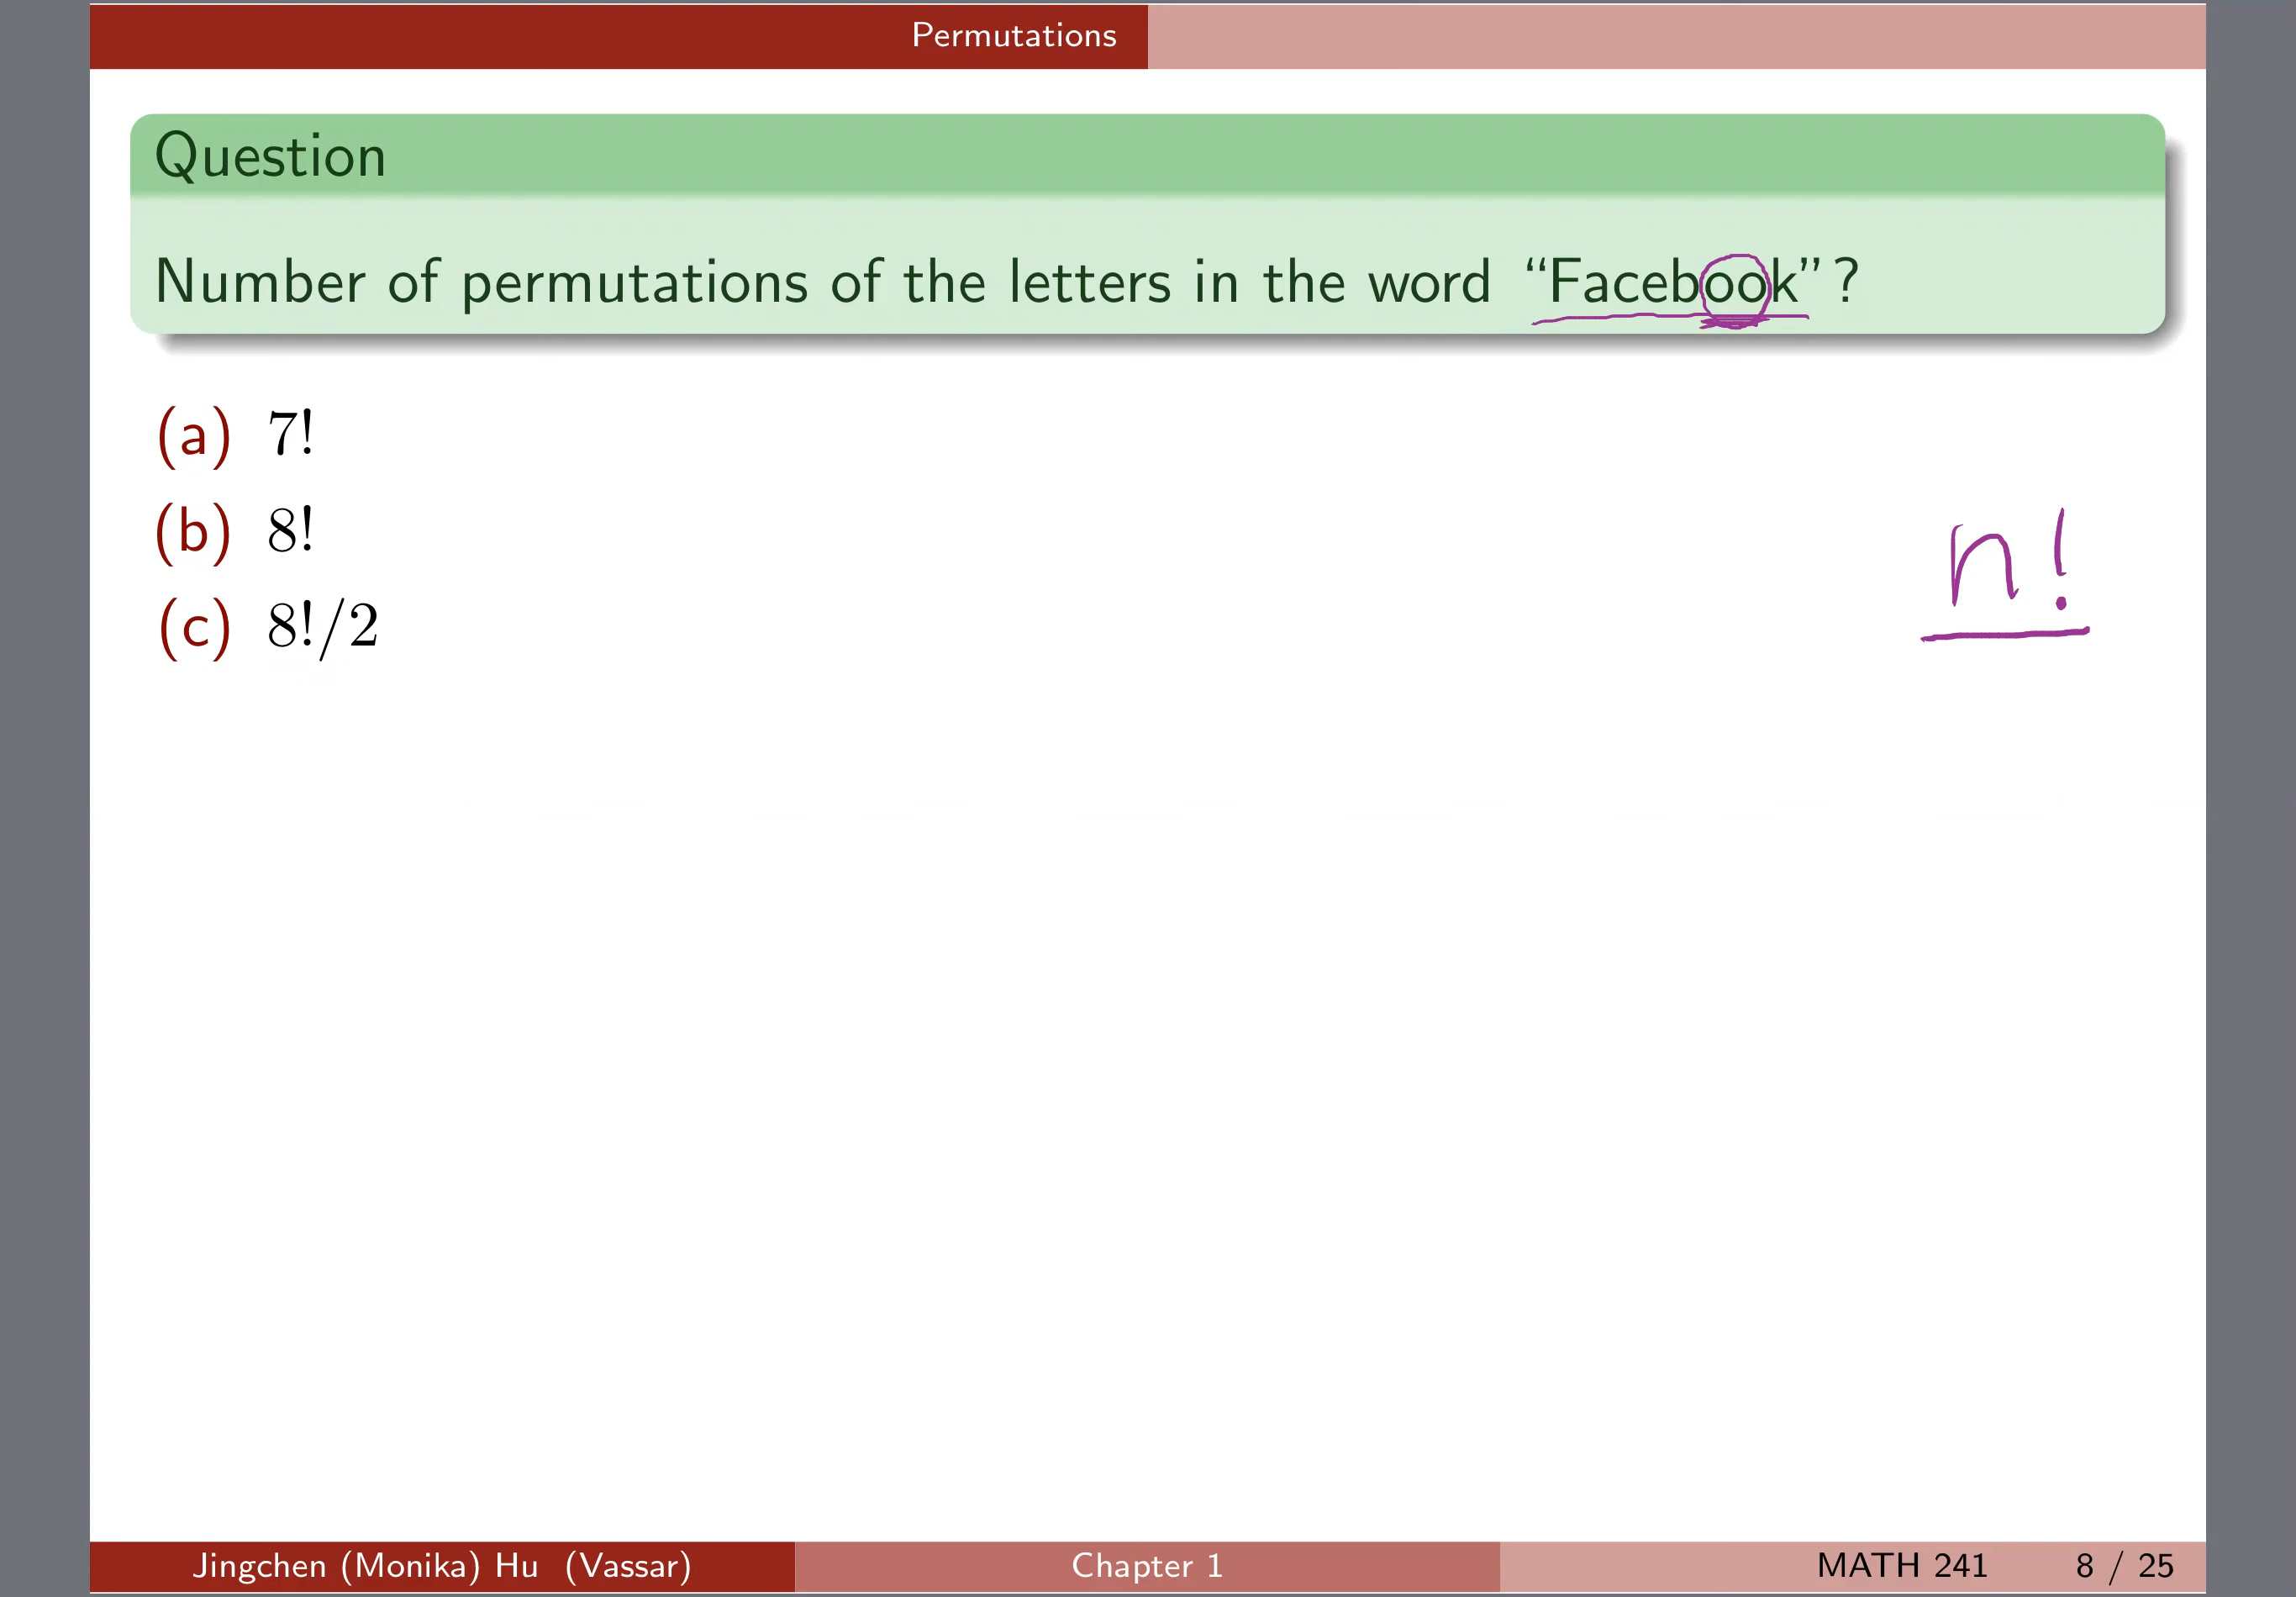 Permutations
Question
Number of permutations of the letters in the word “Facebook”?
(a) 7!
(b) 8!
(c) 8!/2
n!
Jingchen (Monika) Hu (Vassar) Chapter 1 MATH 241 8 / 25